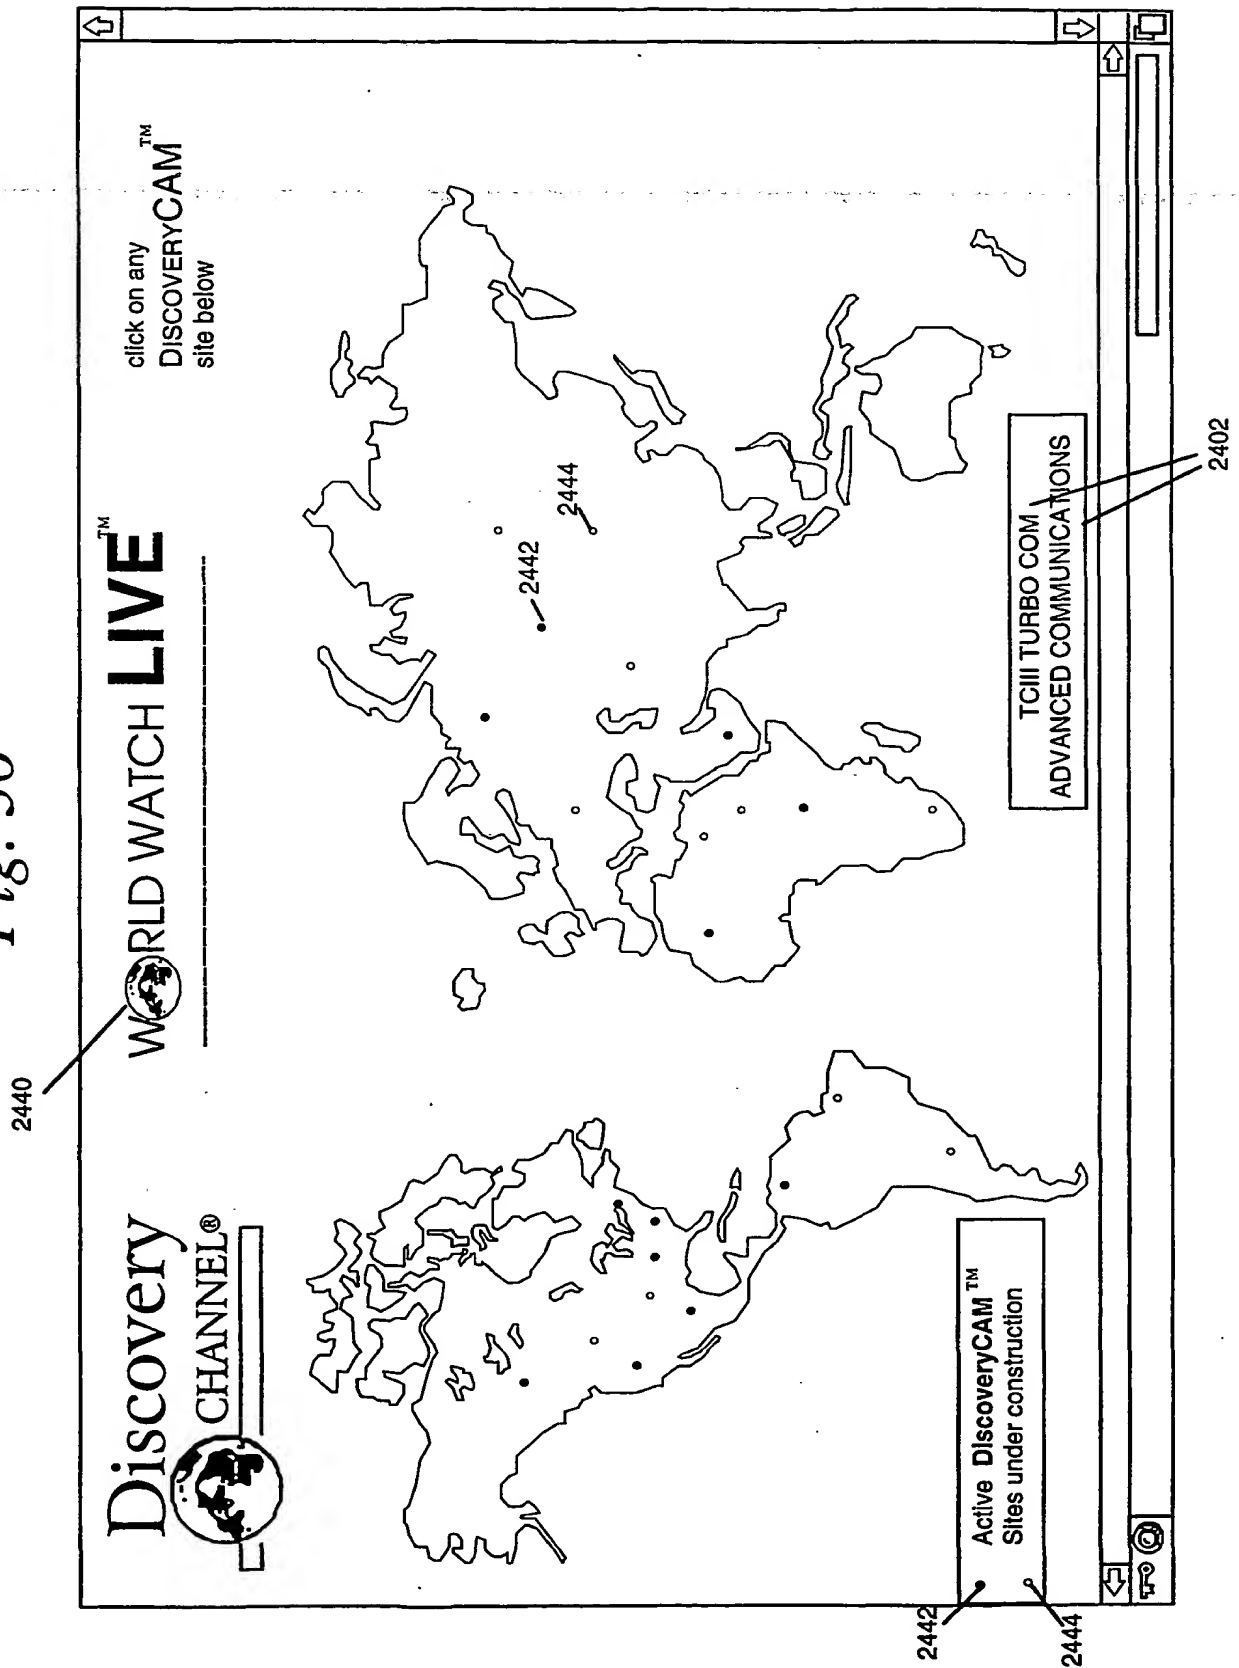 2440
Discovery
CHANNEL®
WORLD WATCH LIVE™
click on any
DISCOVERYCAM™
site below
2442
2444
2442
2444
Active DiscoveryCAM™
Sites under construction
TCIII TURBO COM
ADVANCED COMMUNICATIONS
2402